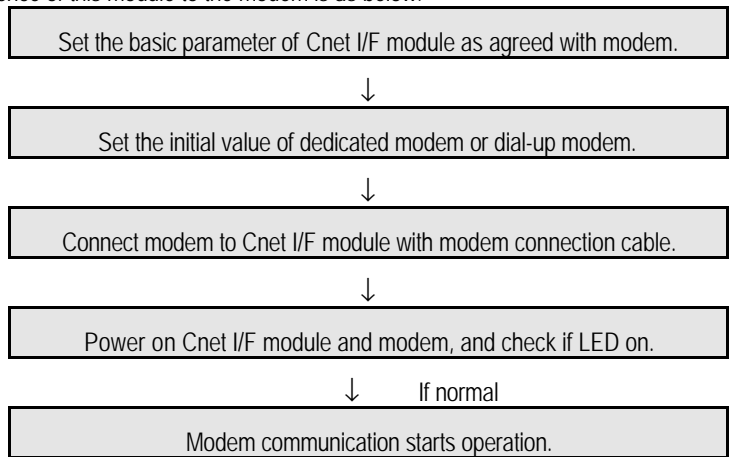 of this module to the modem is as below.
Set the basic parameter of Cnet I/F module as agreed with modem.
↓
Set the initial value of dedicated modem or dial-up modem.
↓
Connect modem to Cnet I/F module with modem connection cable.
↓
Power on Cnet I/F module and modem, and check if LED on.
↓ If normal
Modem communication starts operation.